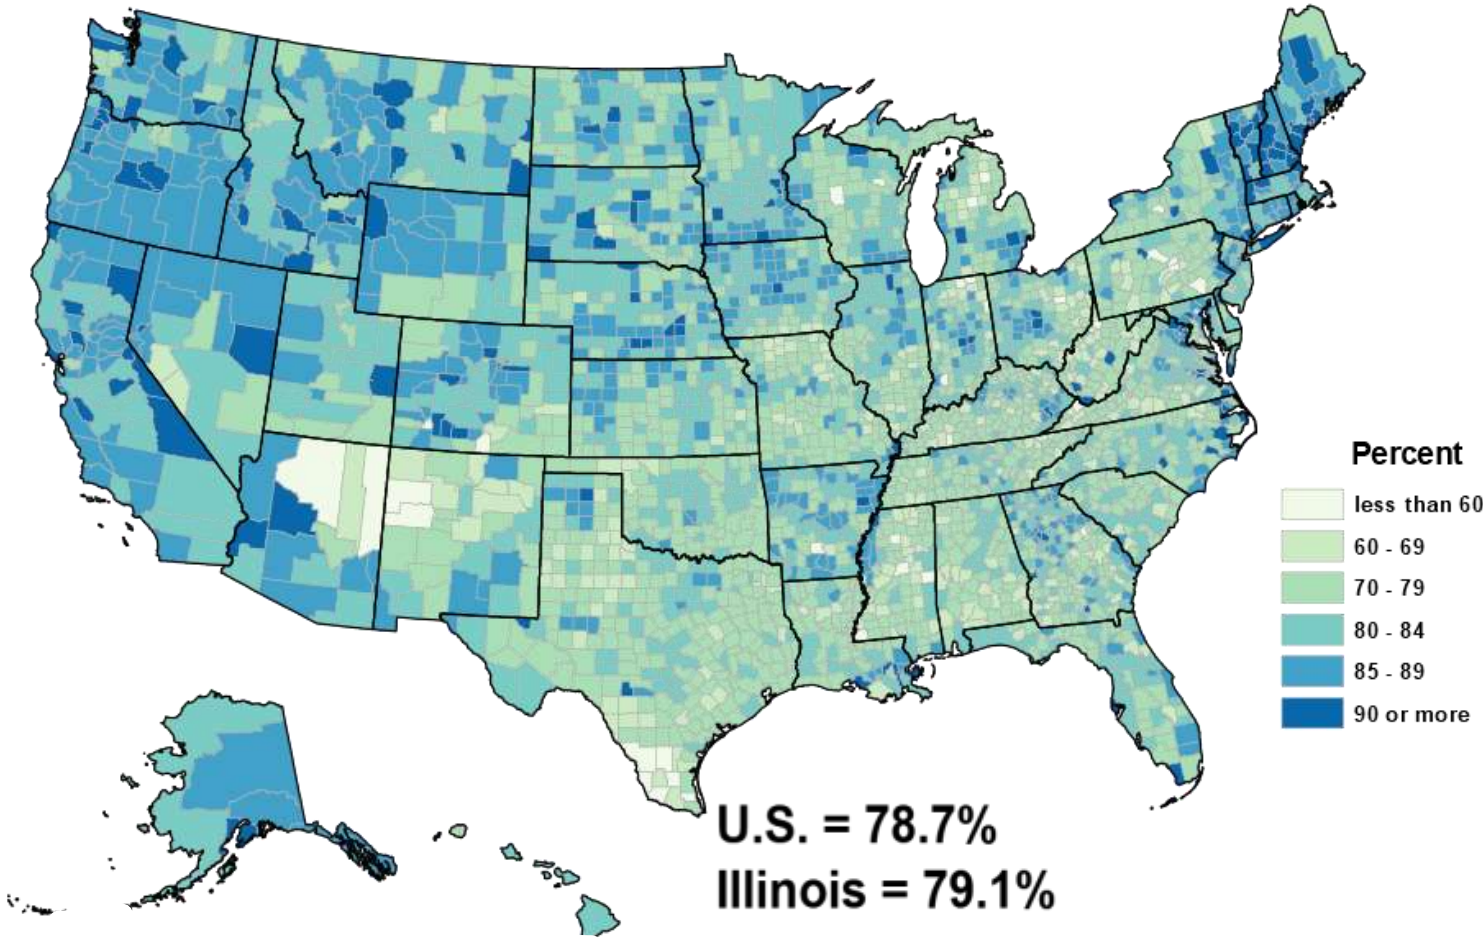 Percent
less than 60
60 - 69
70 - 79
80 - 84
85 - 89
90 or more
U.S. = 78.7%
Illinois = 79.1%